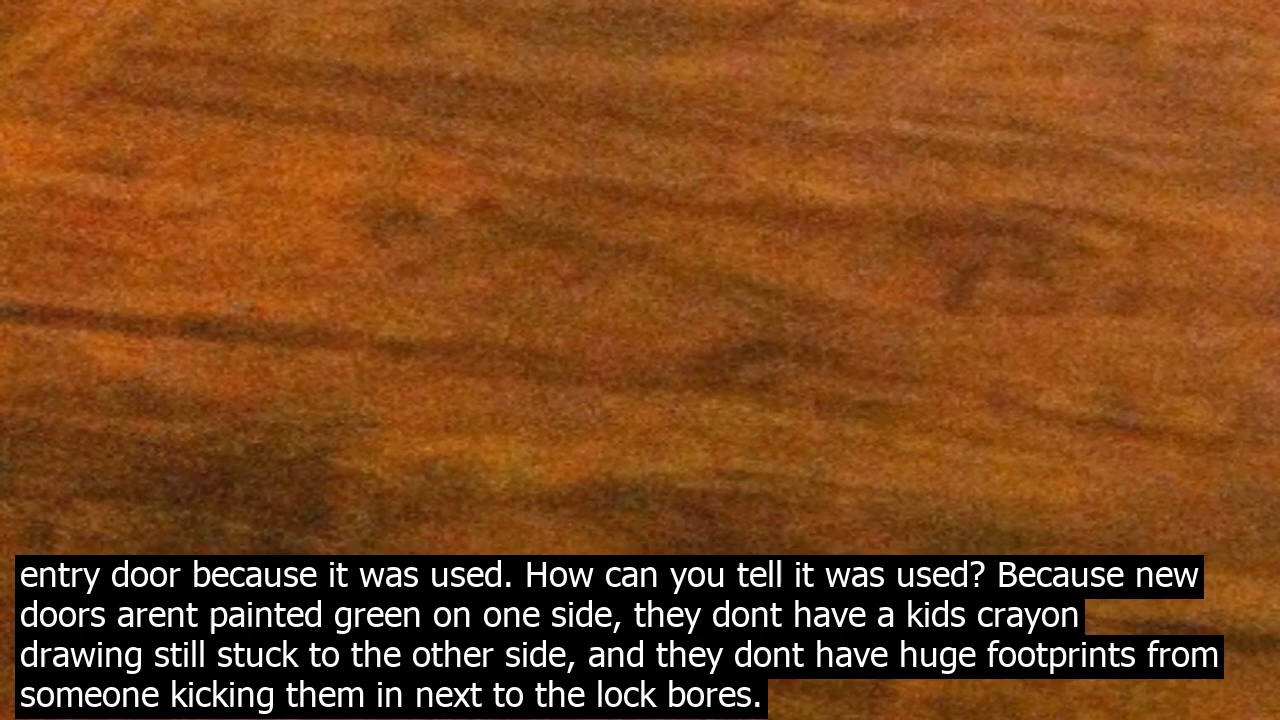 entry door because it was used. How can you tell it was used? Because new
doors arent painted green on one side, they dont have a kids crayon
drawing still stuck to the other side, and they dont have huge footprints from
someone kicking them in next to the lock bores.